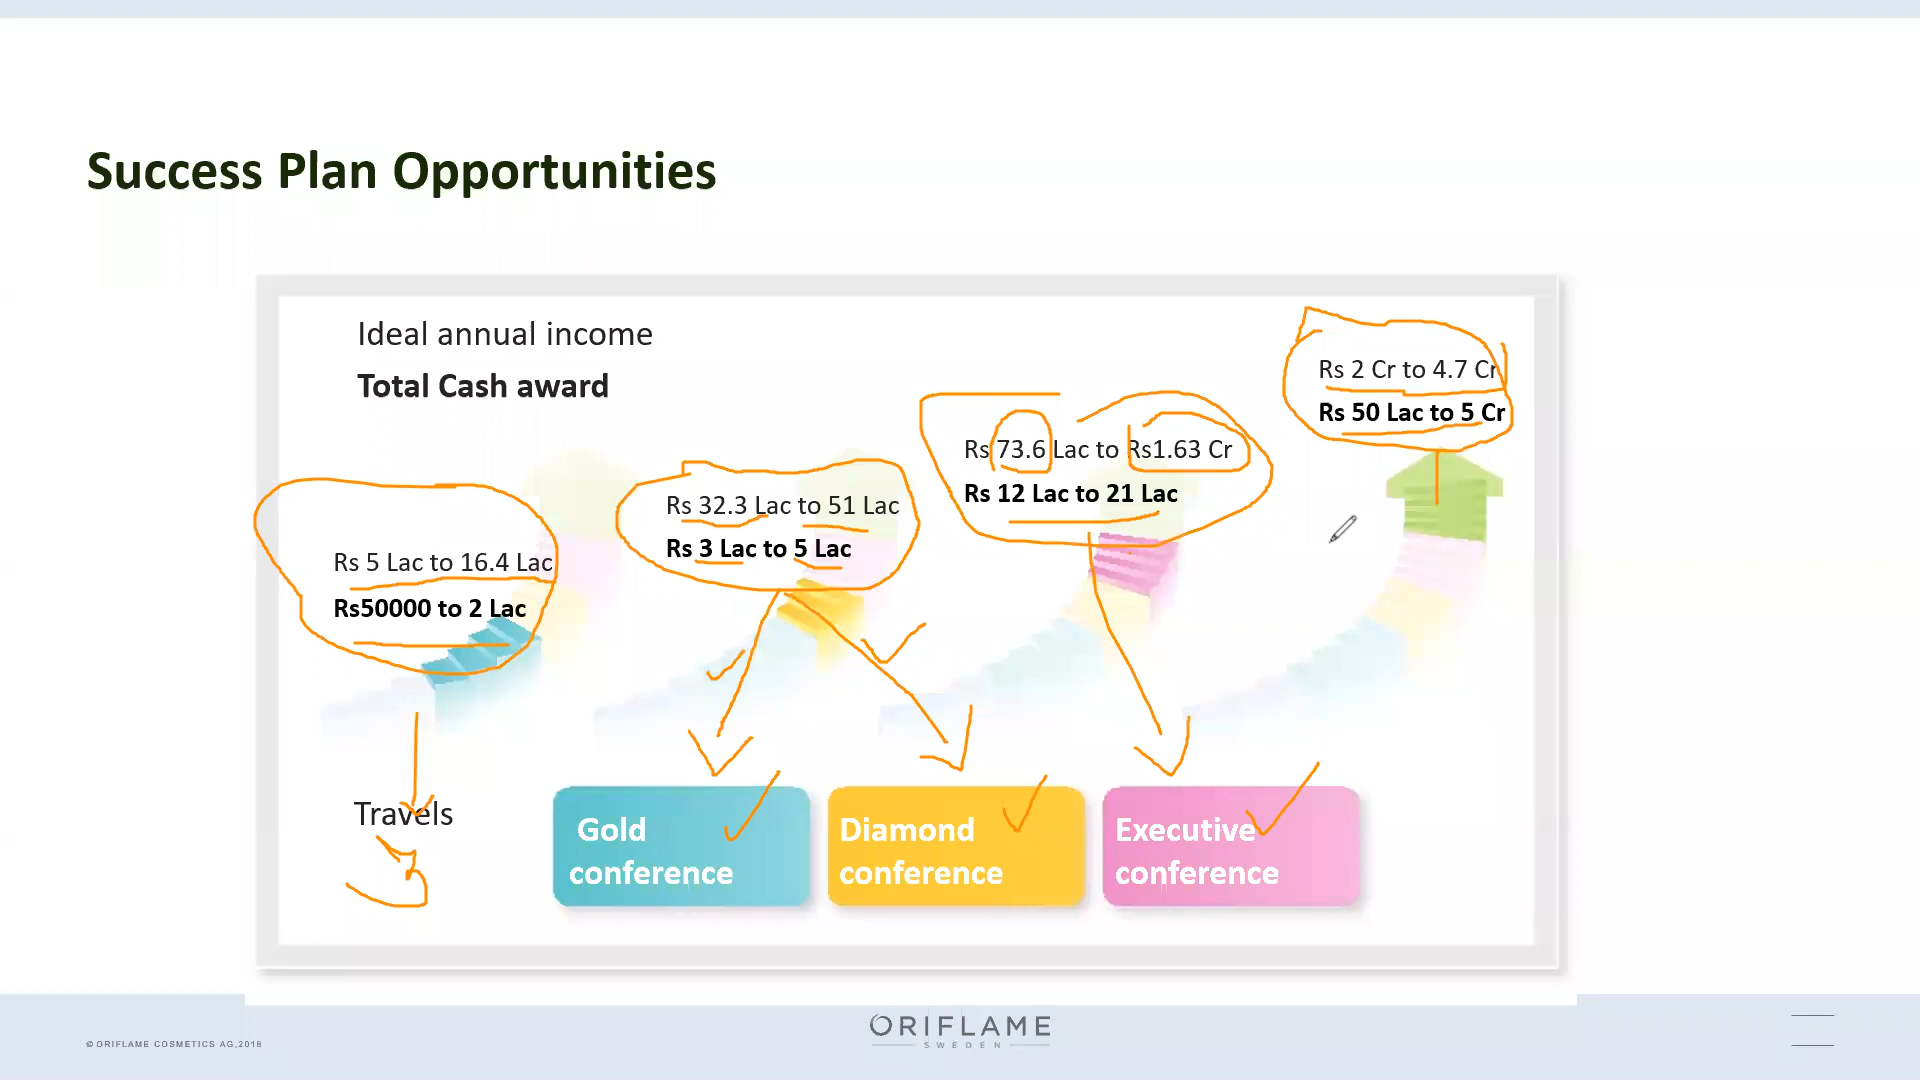 Success Plan Opportunities
Ideal annual income
Total Cash award
Rs 5 Lac to 16.4 Lac
Rs50000 to 2 Lac
Rs 32.3 Lac to 51 Lac
Rs 3 Lac to 5 Lac
Rs 73.6 Lac to Rs1.63 Cr
Rs 12 Lac to 21 Lac
Rs 2 Cr to 4.7 Cr
Rs 50 Lac to 5 Cr
Travels
Gold
conference
Diamond
conference
Executive
conference
© ORIFLAME COSMETICS AG,2018
ORIFLAME
SWEDEN